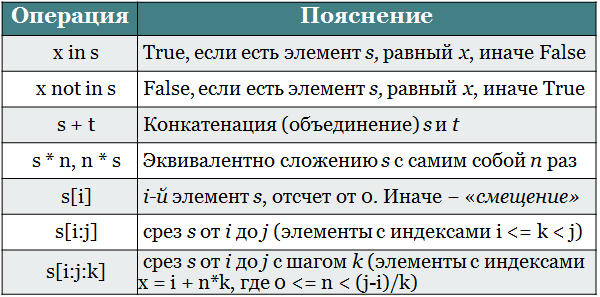 Операция Пояснение
x in s True, если есть элемент s, равный x, иначе False
x not in s False, если есть элемент s, равный x, иначе True
s + t Конкатенация (объединение) s и t
s * n, n * s Эквивалентно сложению s с самим собой n раз
s[i] i-й элемент s, отсчет от 0. Иначе – «смещение»
s[i:j] срез s от i до j (элементы с индексами i <= k < j)
s[i:j:k] срез s от i до j с шагом k (элементы с индексами
x = i + n*k, где 0 <= n < (j-i)/k)